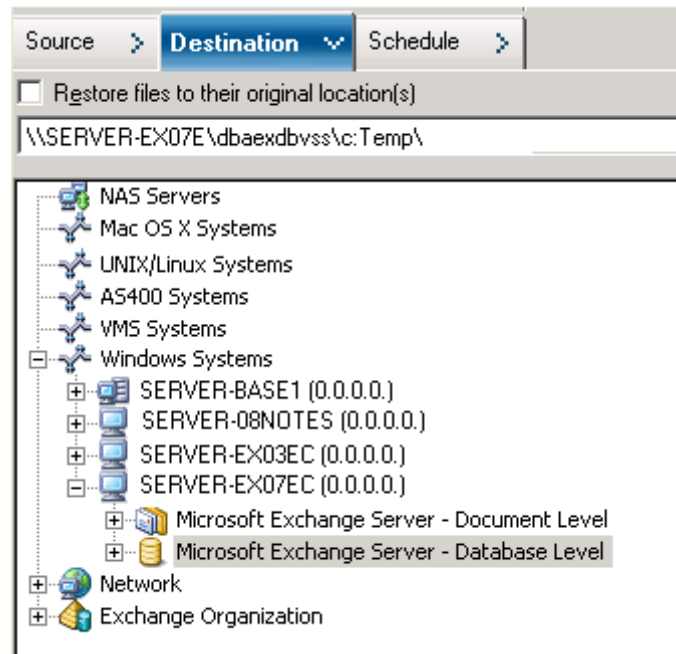 Source > Destination Schedule >
Restore files to their original location(s)
\\SERVER-EX07E\dbaexdbvss\c:Temp\
NAS Servers
Mac OS X Systems
UNIX/Linux Systems
AS400 Systems
VMS Systems
Windows Systems
SERVER-BASE1 (0.0.0.0.)
SERVER-08NOTES (0.0.0.0.)
SERVER-EX03EC (0.0.0.0.)
SERVER-EX07EC (0.0.0.0.)
Microsoft Exchange Server - Document Level
Microsoft Exchange Server - Database Level
Network
Exchange Organization